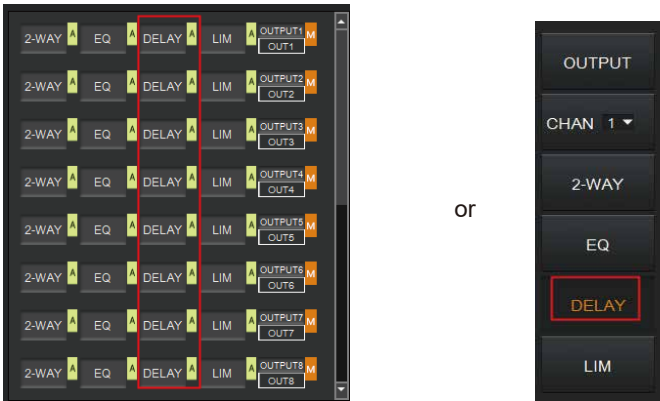 2-WAY A EQ A DELAY A LIM A OUTPUT1 M
OUT1
2-WAY A EQ A DELAY A LIM A OUTPUT2 M
OUT2
2-WAY A EQ A DELAY A LIM A OUTPUT3 M
OUT3
2-WAY A EQ A DELAY A LIM A OUTPUT4 M
OUT4
2-WAY A EQ A DELAY A LIM A OUTPUT5 M
OUT5
2-WAY A EQ A DELAY A LIM A OUTPUT6 M
OUT6
2-WAY A EQ A DELAY A LIM A OUTPUT7 M
OUT7
2-WAY A EQ A DELAY A LIM A OUTPUT8 M
OUT8
or
OUTPUT
CHAN 1
2-WAY
EQ
DELAY
LIM